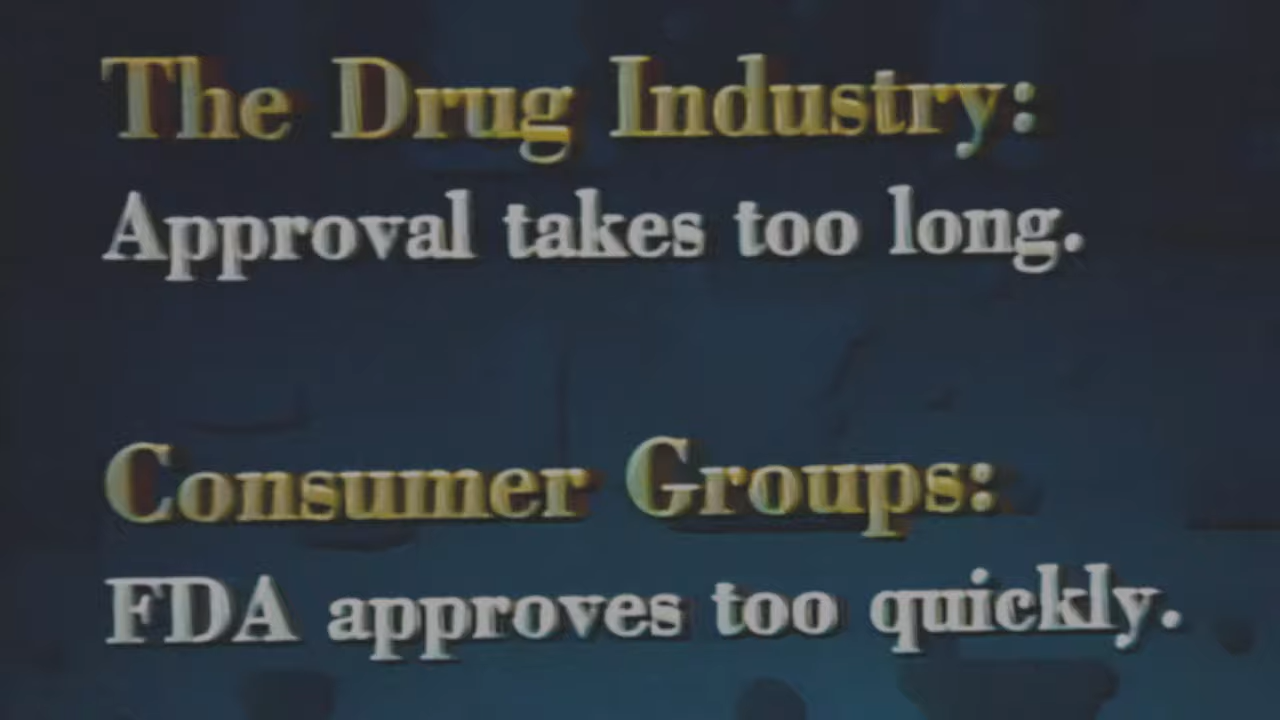 The Drug Industry:
Approval takes too long.
Consumer Groups:
FDA approves too quickly.